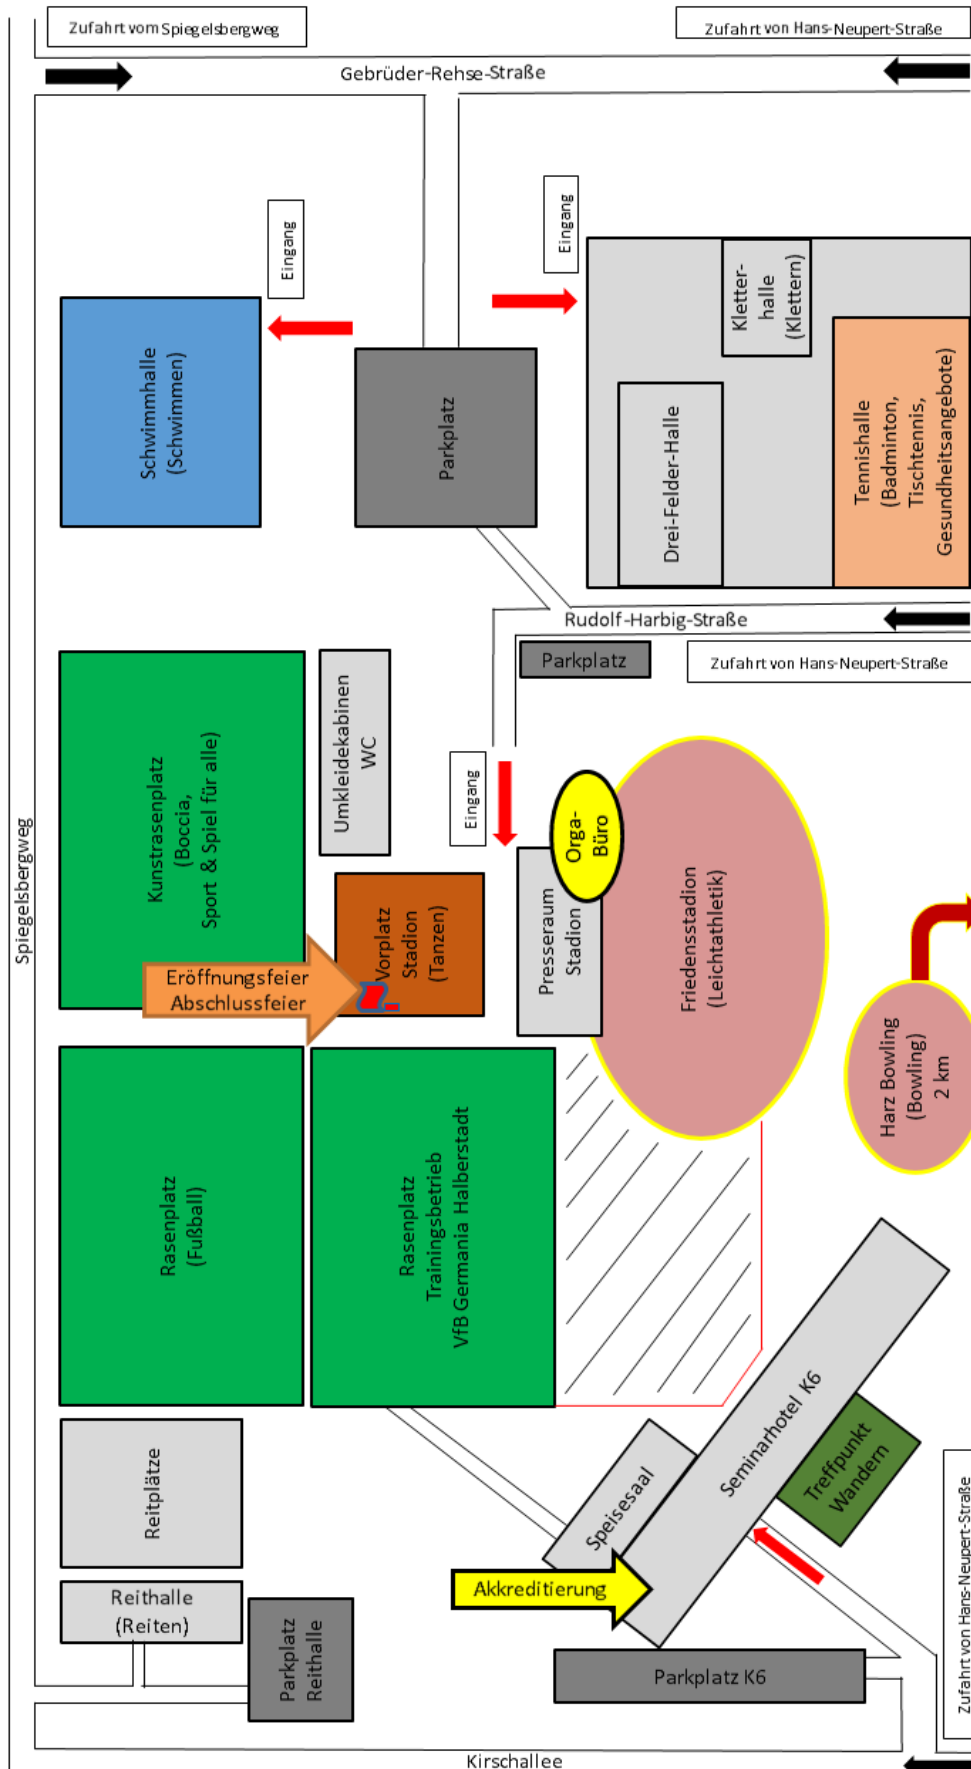 Zufahrt vom Spiegelsbergweg
Zufahrt von Hans-Neupert-Straße
Gebrüder-Rehse-Straße
Eingang
Eingang
Schwimmhalle
(Schwimmen)
Parkplatz
Kletter-
halle
(Klettern)
Drei-Felder-Halle
Tennishalle
(Badminton,
Tischtennis,
Gesundheitsangebote)
Rudolf-Harbig-Straße
Parkplatz
Zufahrt von Hans-Neupert-Straße
Spiegelsbergweg
Kunstrasenplatz
(Boccia,
Sport & Spiel für alle)
Umkleidekabinen
WC
Eingang
Orga-
Büro
Presseraum
Stadion
Friedensstadion
(Leichtathletik)
Vorplatz
Stadion
(Tanzen)
Eröffnungsfeier
Abschlussfeier
Harz Bowling
(Bowling)
2 km
Rasenplatz
(Fußball)
Rasenplatz
Trainingsbetrieb
VfB Germania Halberstadt
Reitplätze
Speisesaal
Seminarhotel K6
Treffpunkt
Wandern
Akkreditierung
Reithalle
(Reiten)
Parkplatz
Reithalle
Parkplatz K6
Zufahrt von Hans-Neupert-Straße
Kirschallee